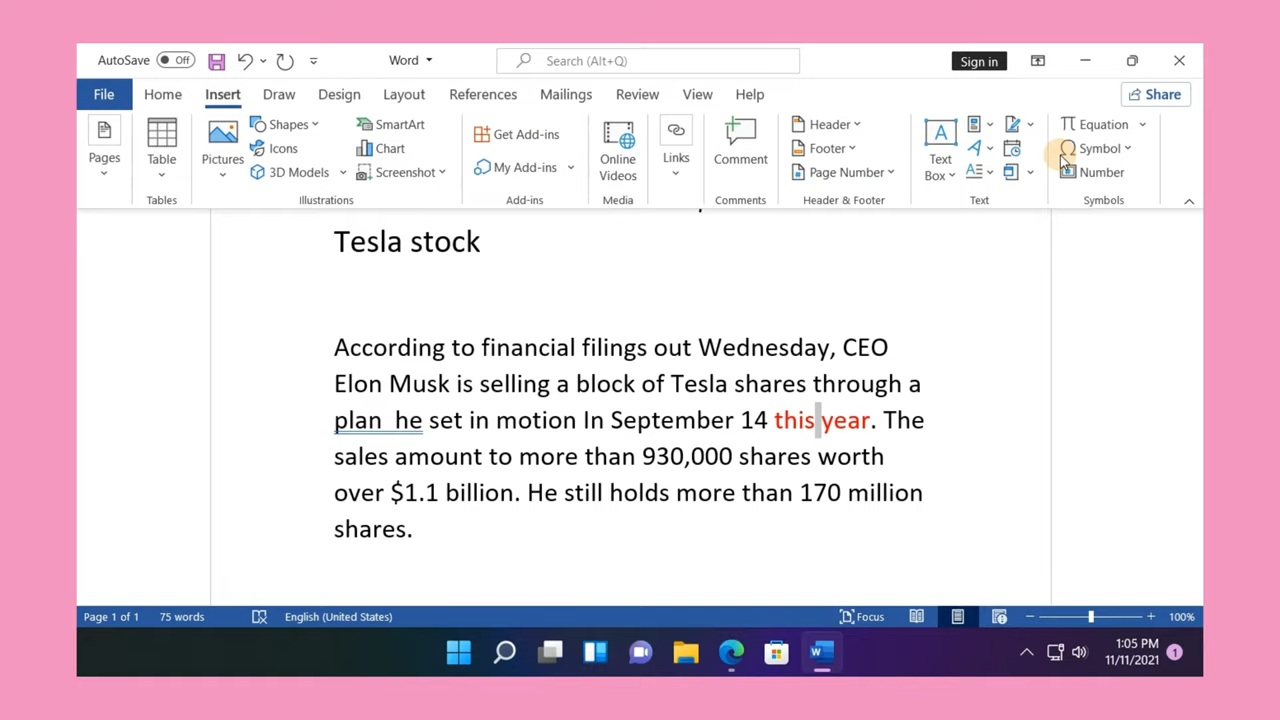 AutoSave Off Word Search (Alt+Q) Sign in
File Home Insert Draw Design Layout References Mailings Review View Help Share
Pages
Table
Tables
Pictures
Shapes
Icons
3D Models
SmartArt
Chart
Screenshot
Illustrations
Get Add-ins
My Add-ins
Add-ins
Online
Videos
Media
Links
Comment
Comments
Header
Footer
Page Number
Header & Footer
Text
Box
Text
Equation
Symbol
Number
Symbols
Tesla stock
According to financial filings out Wednesday, CEO
Elon Musk is selling a block of Tesla shares through a
plan  he set in motion In September 14 this year. The
sales amount to more than 930,000 shares worth
over $1.1 billion. He still holds more than 170 million
shares.
Page 1 of 1 75 words English (United States) Focus 100%
1:05 PM
11/11/2021 1